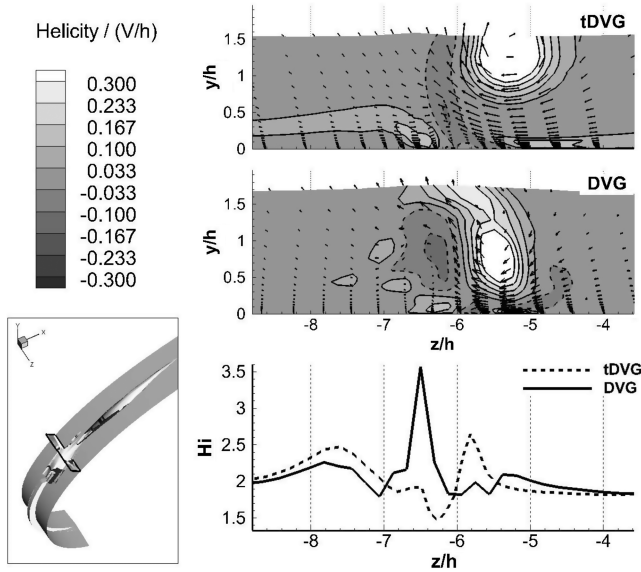 Helicity / (V/h)
0.300
0.233
0.167
0.100
0.033
-0.033
-0.100
-0.167
-0.233
-0.300
tDVG
y/h
1.5
1
0.5
0
DVG
y/h
1.5
1
0.5
0
-8 -7 -6 -5 -4
z/h
Y
X
Z
tDVG
DVG
Hi
3.5
3
2.5
2
1.5
-8 -7 -6 -5 -4
z/h